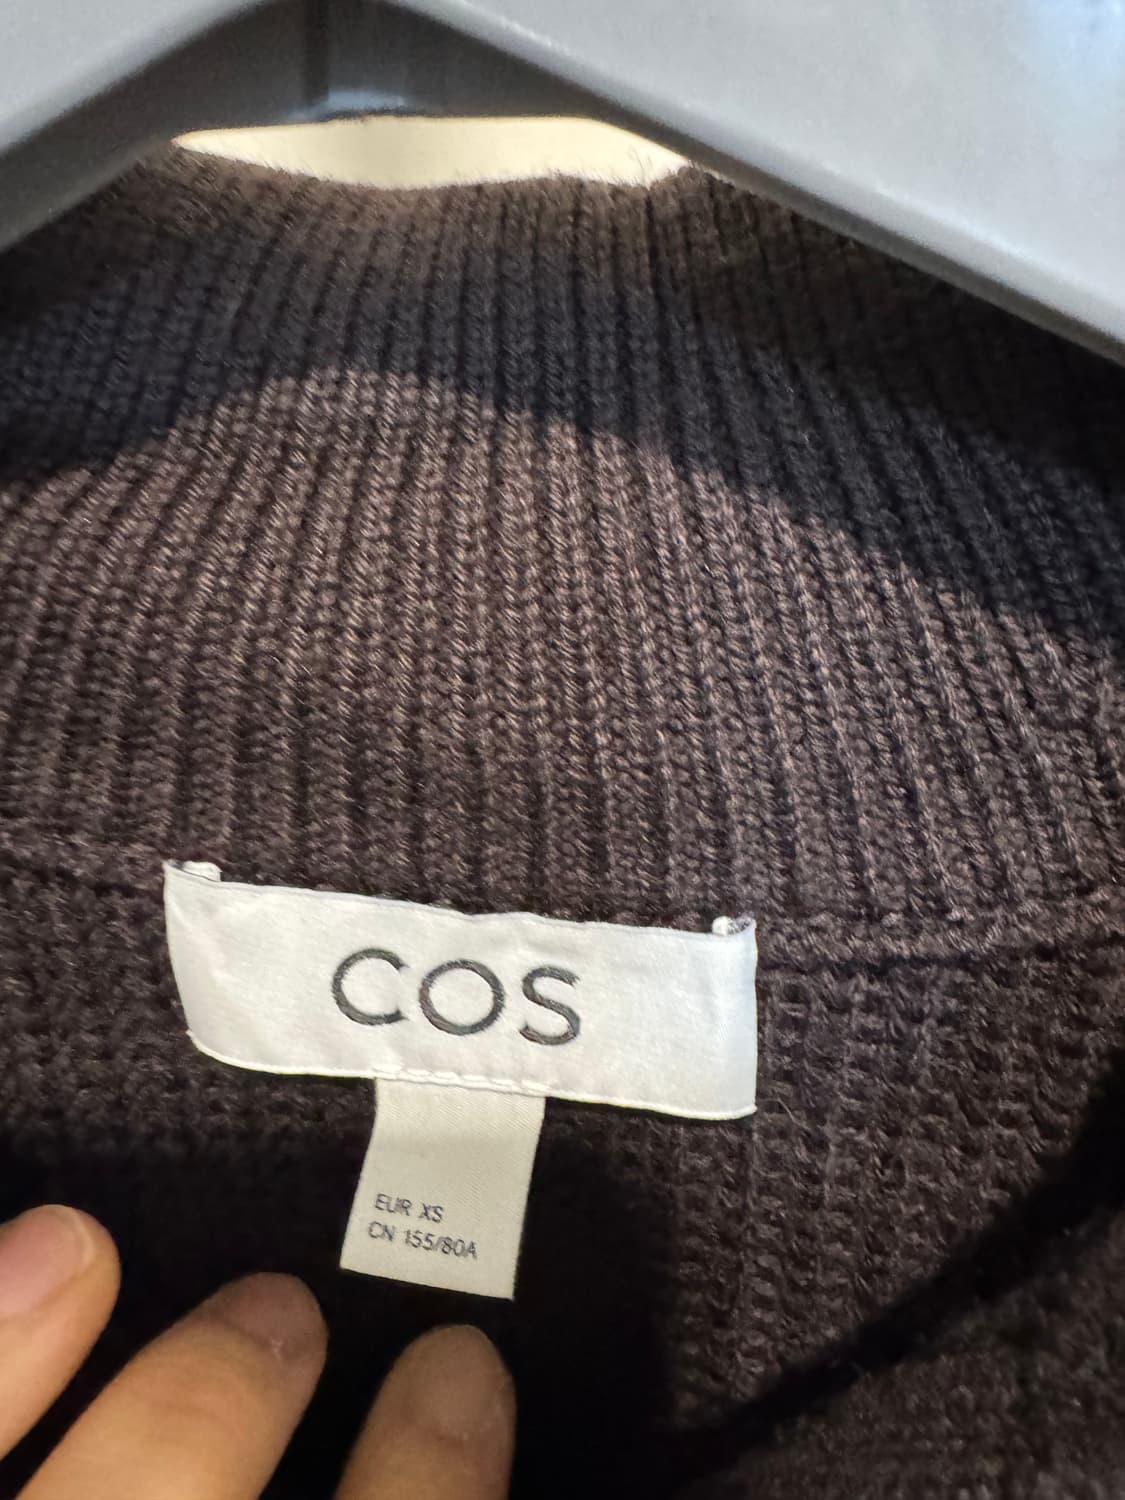 COS
EUR XS
CN 155/80A